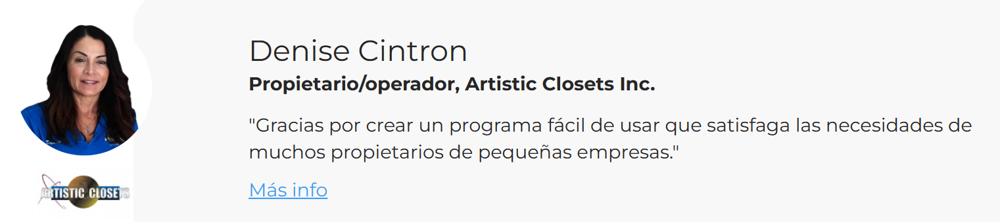 Denise Cintron
Propietario/operador, Artistic Closets Inc.
"Gracias por crear un programa fácil de usar que satisfaga las necesidades de
muchos propietarios de pequeñas empresas."
ARTISTIC CLOSETS
Más info